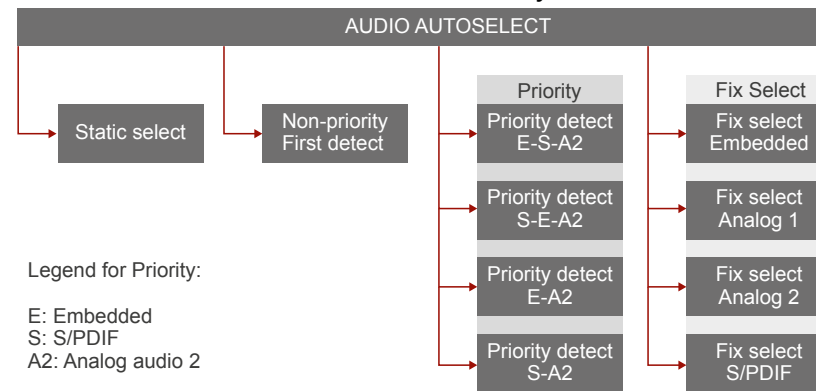 AUDIO AUTOSELECT
Static select
Non-priority
First detect
Priority
Priority detect
E-S-A2
Priority detect
S-E-A2
Priority detect
E-A2
Priority detect
S-A2
Fix Select
Fix select
Embedded
Fix select
Analog 1
Fix select
Analog 2
Fix select
S/PDIF
Legend for Priority:
E: Embedded
S: S/PDIF
A2: Analog audio 2